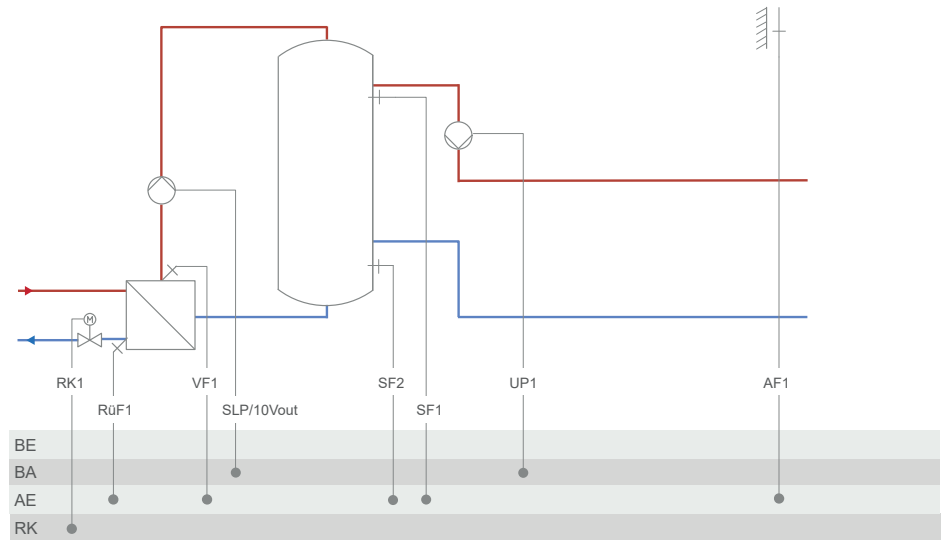 M
RK1
VF1
SF2
UP1
AF1
RüF1
SLP/10Vout
SF1
BE
BA
AE
RK